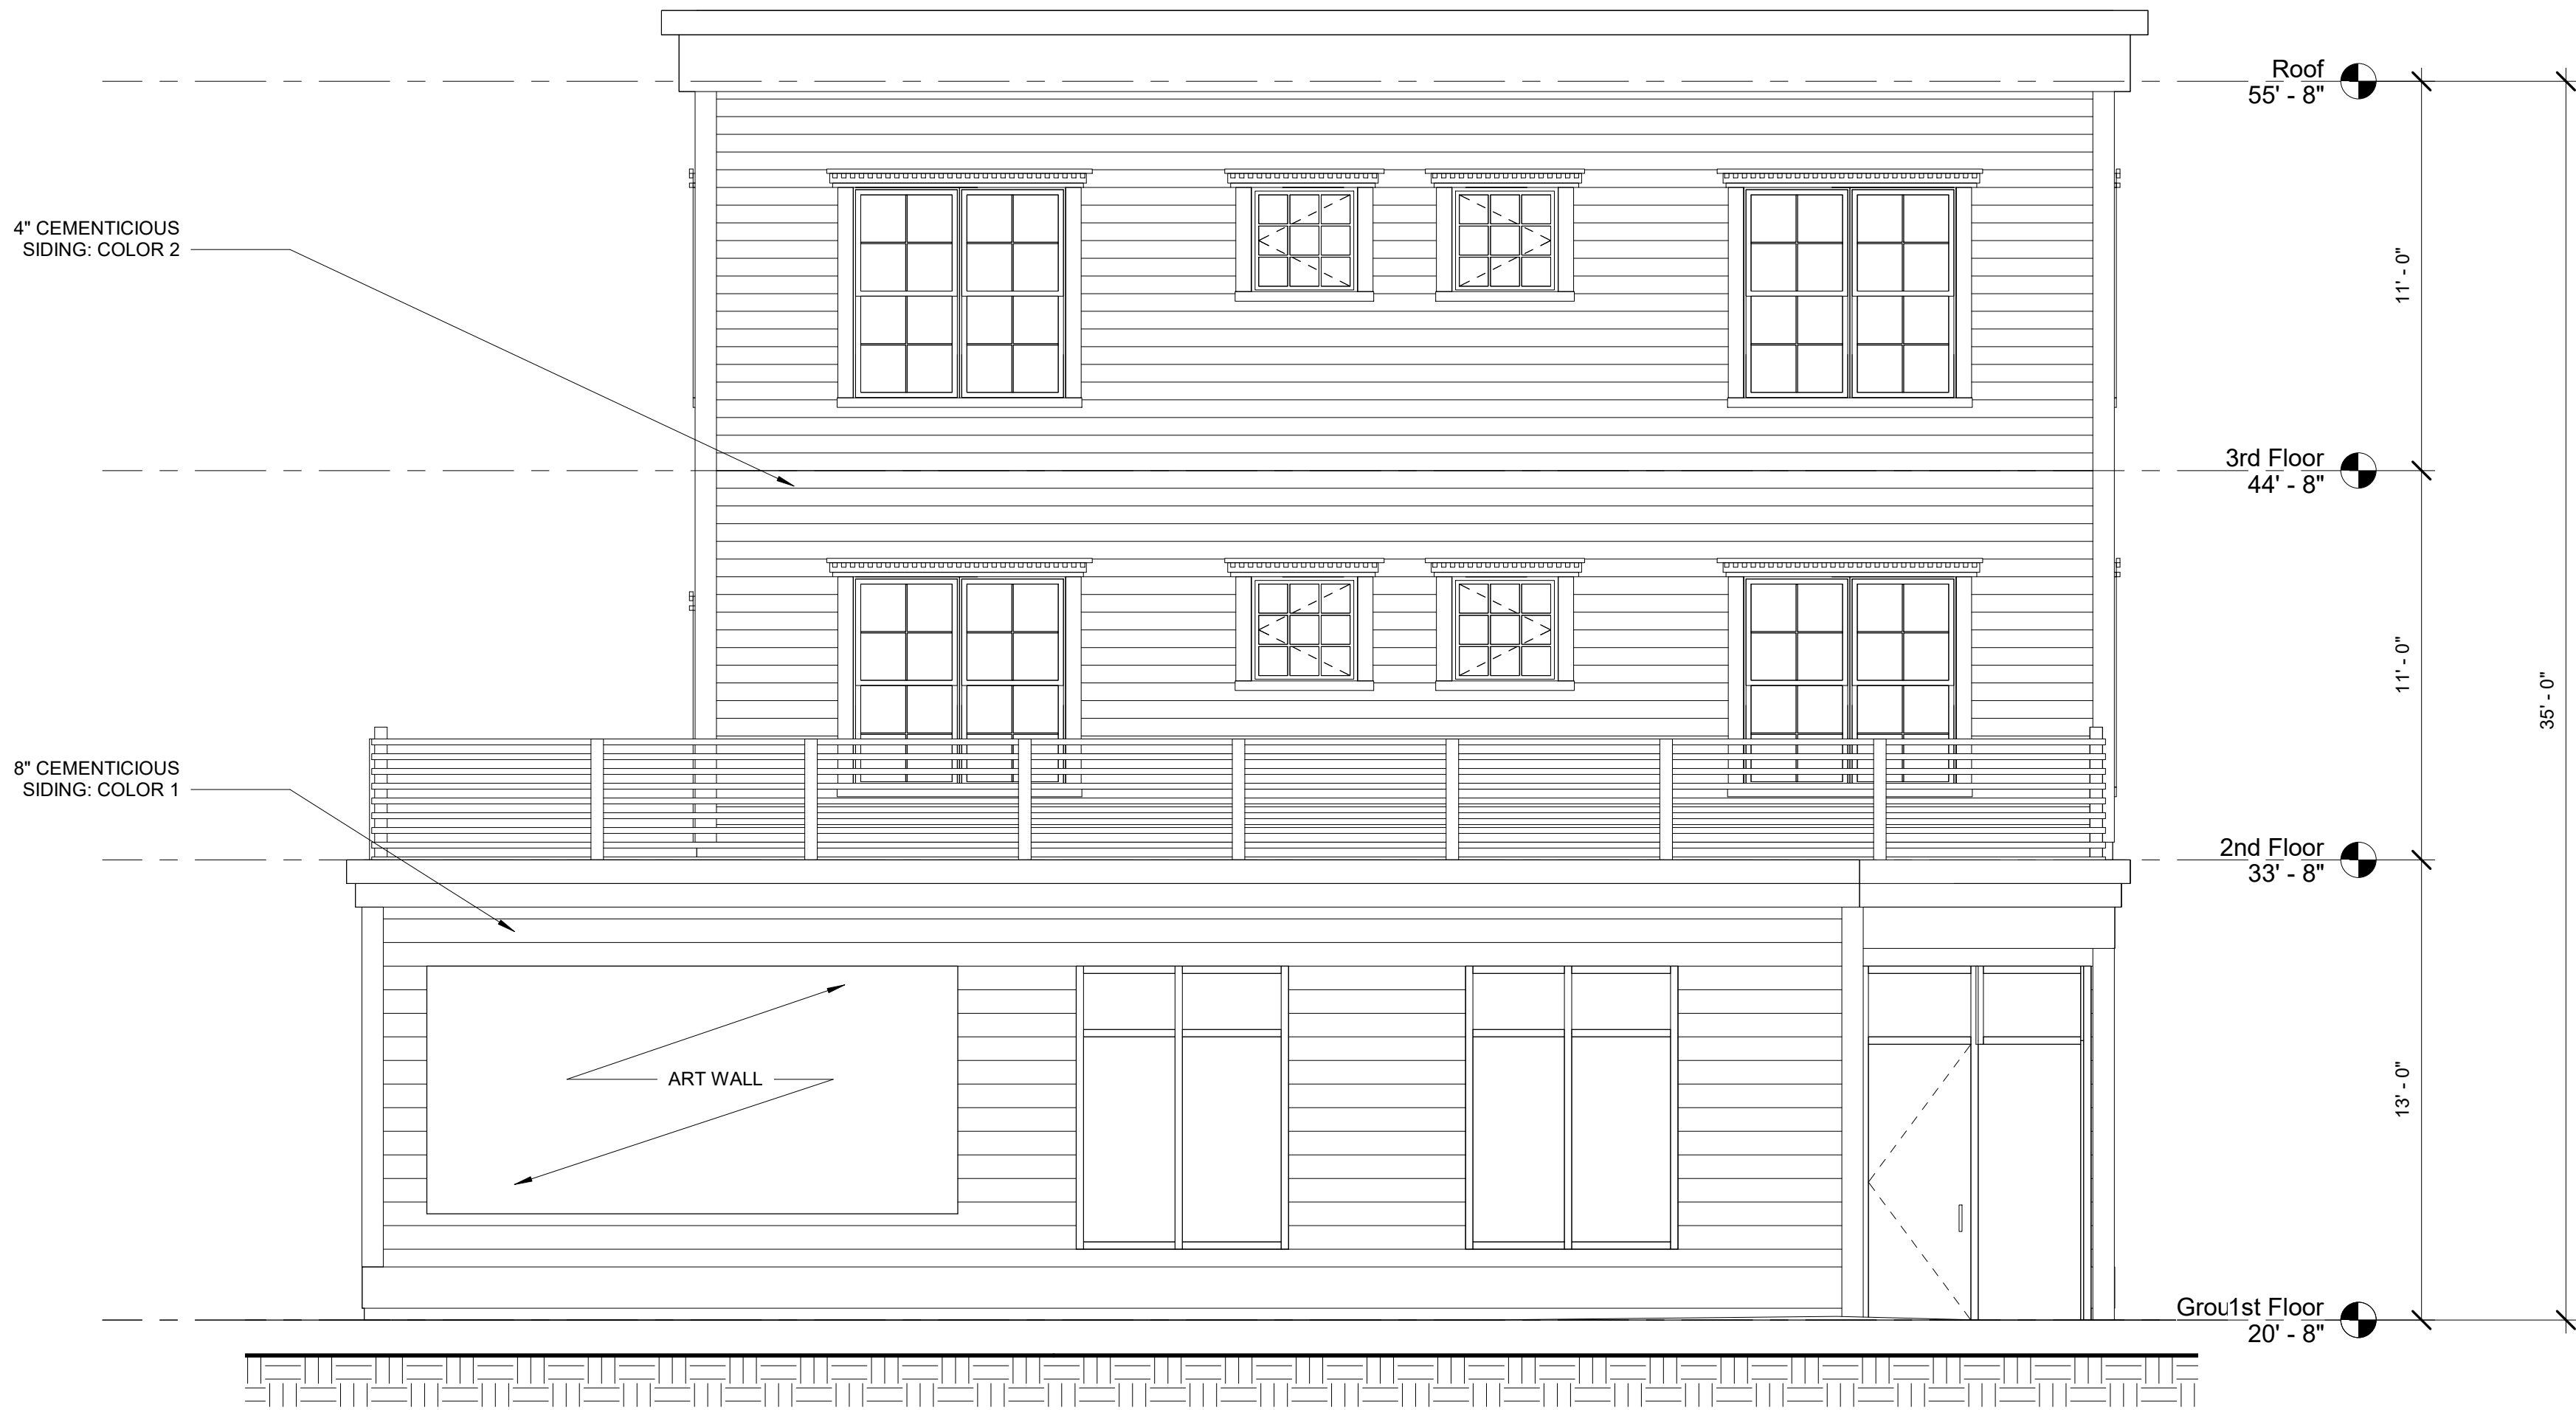 Roof
55' - 8"
4" CEMENTICIOUS
SIDING: COLOR 2
11' - 0"
3rd Floor
44' - 8"
11' - 0"
35' - 0"
8" CEMENTICIOUS
SIDING: COLOR 1
2nd Floor
33' - 8"
ART WALL
13' - 0"
Grou1st Floor
20' - 8"